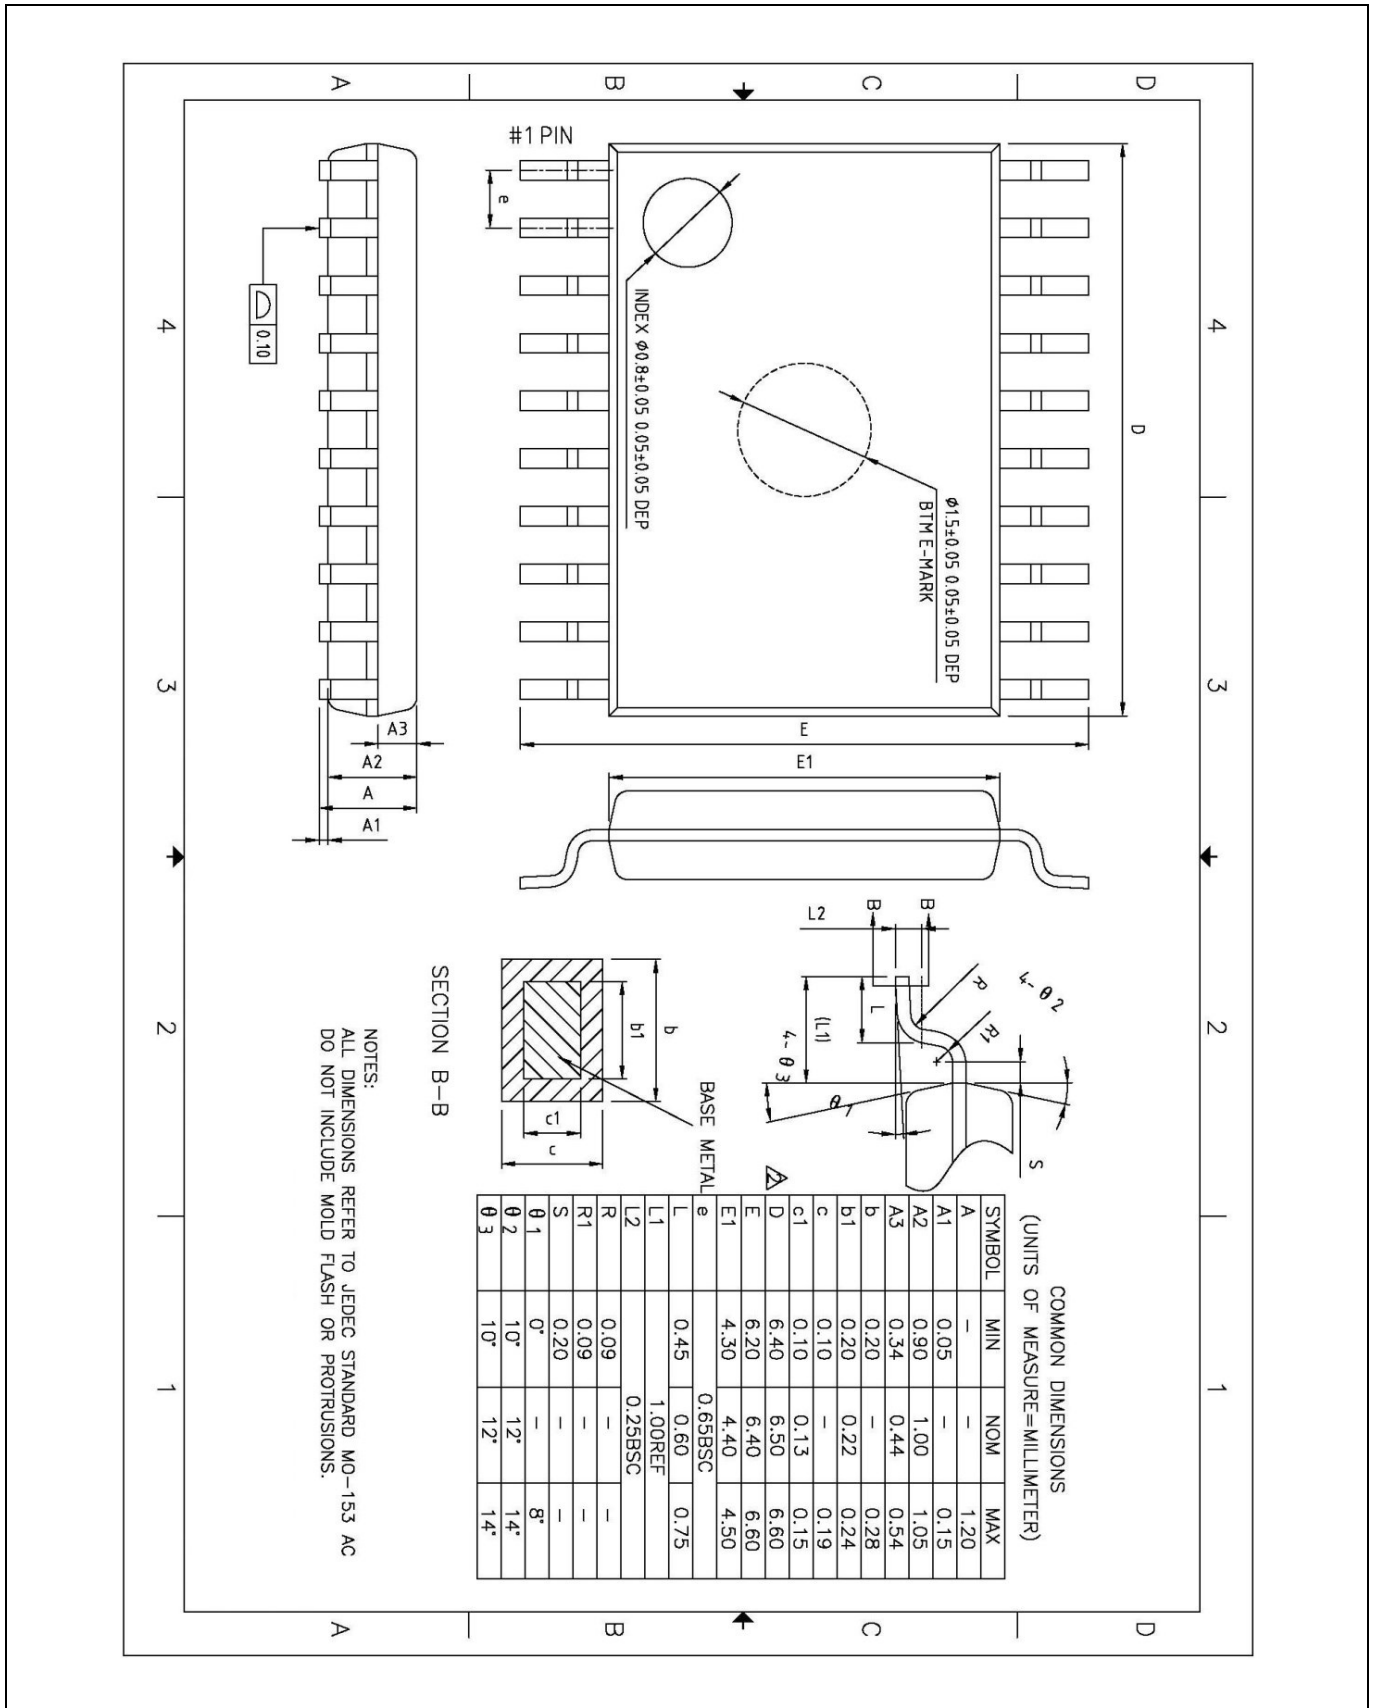 A B C D
#1 PIN
e
4 4
0.10
INDEX Ø0.8±0.05 0.05±0.05 DEP
Ø1.5±0.05 0.05±0.05 DEP
BTM E-MARK
D
3 3
A3
A2
A
A1
E
E1
2 2
B B
L2
L
(L1)
R
R1
4-θ2
4-θ3
θ1
S
SECTION B-B
b
b1
c1
c
BASE METAL
COMMON DIMENSIONS
(UNITS OF MEASURE=MILLIMETER)
SYMBOL MIN NOM MAX
A - - 1.20
A1 0.05 - 0.15
A2 0.90 1.00 1.05
A3 0.34 0.44 0.54
b 0.20 - 0.28
b1 0.20 0.22 0.24
c 0.10 - 0.19
c1 0.10 0.13 0.15
2
D 6.40 6.50 6.60
E 6.20 6.40 6.60
E1 4.30 4.40 4.50
e 0.65BSC
L 0.45 0.60 0.75
L1 1.00REF
L2 0.25BSC
R 0.09 - -
R1 0.09 - -
S 0.20 - -
θ1 0° - 8°
θ2 10° 12° 14°
θ3 10° 12° 14°
NOTES:
ALL DIMENSIONS REFER TO JEDEC STANDARD MO-153 AC
DO NOT INCLUDE MOLD FLASH OR PROTRUSIONS.
1 1
A B C D